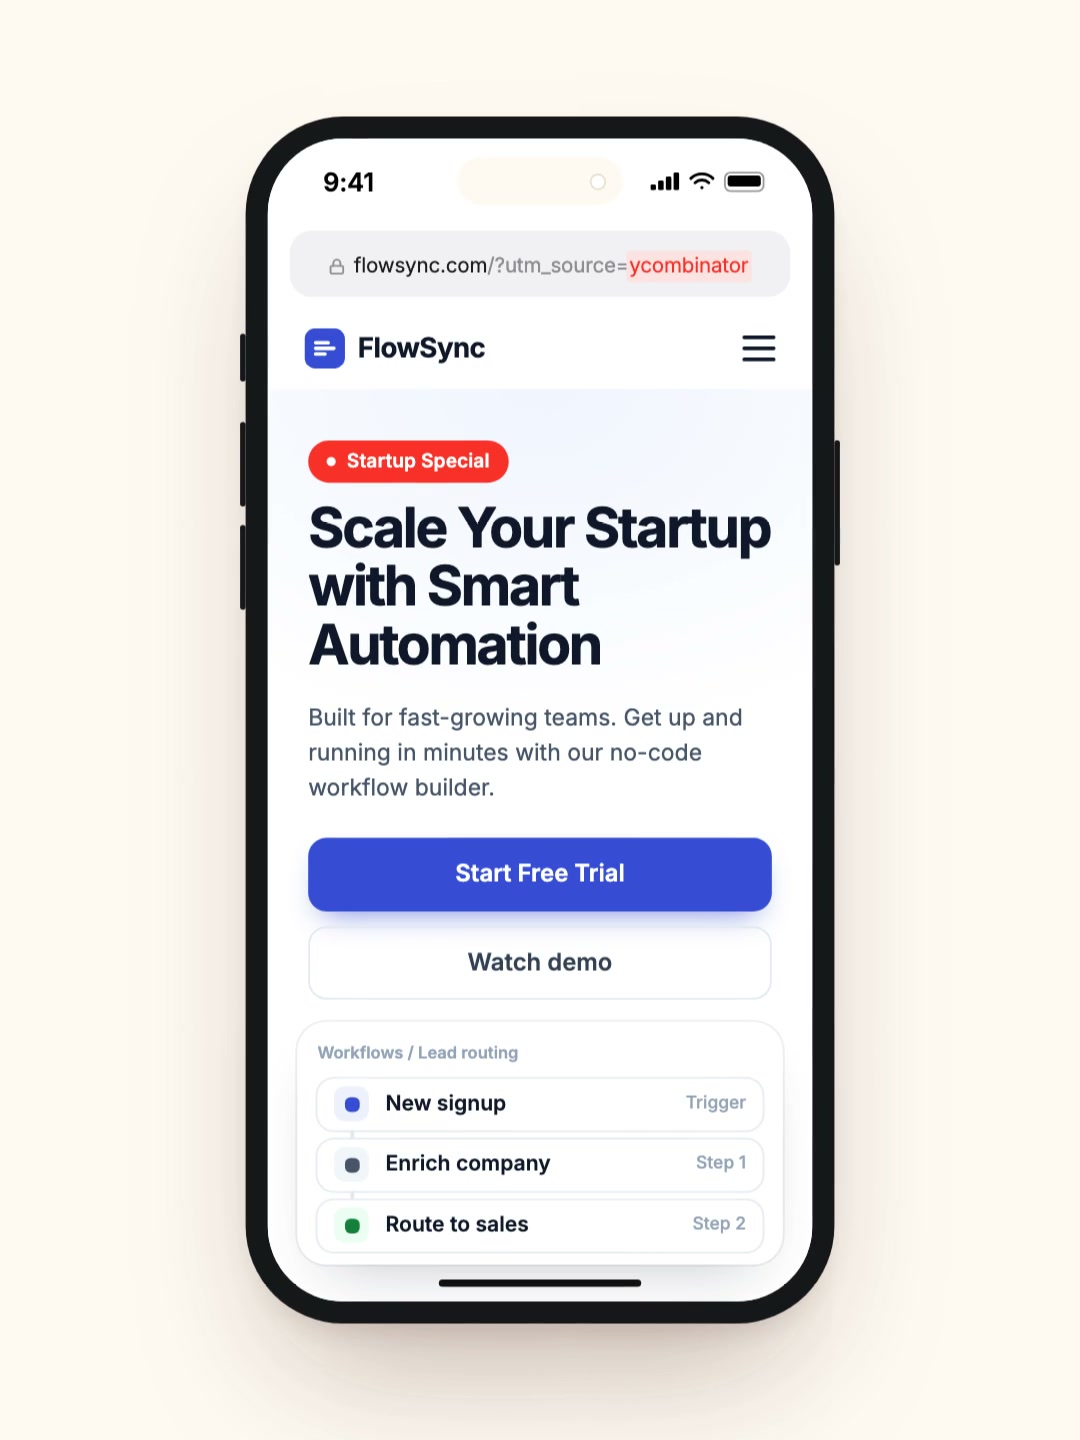 9:41
flowsync.com/?utm_source=ycombinator
FlowSync
Startup Special
Scale Your Startup
with Smart
Automation
Built for fast-growing teams. Get up and
running in minutes with our no-code
workflow builder.
Start Free Trial
Watch demo
Workflows / Lead routing
New signup Trigger
Enrich company Step 1
Route to sales Step 2